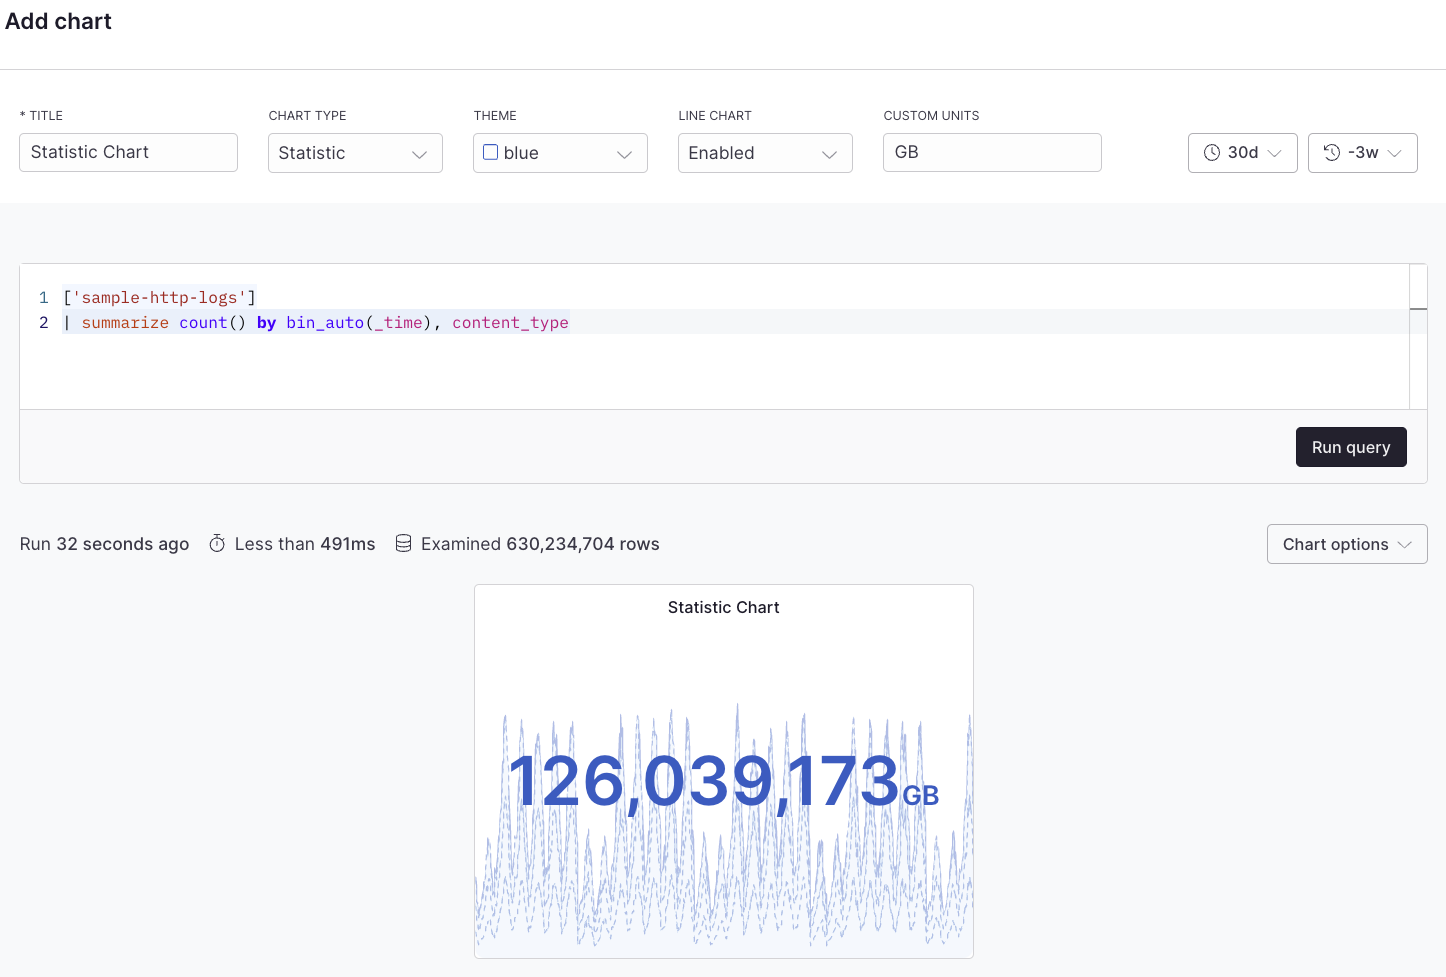 Add chart
* TITLE
CHART TYPE
THEME
LINE CHART
CUSTOM UNITS
Statistic Chart
Statistic
blue
Enabled
GB
30d
-3w
1 ['sample-http-logs']
2 | summarize count() by bin_auto(_time), content_type
Run query
Run 32 seconds ago Less than 491ms Examined 630,234,704 rows
Chart options
Statistic Chart
126,039,173GB